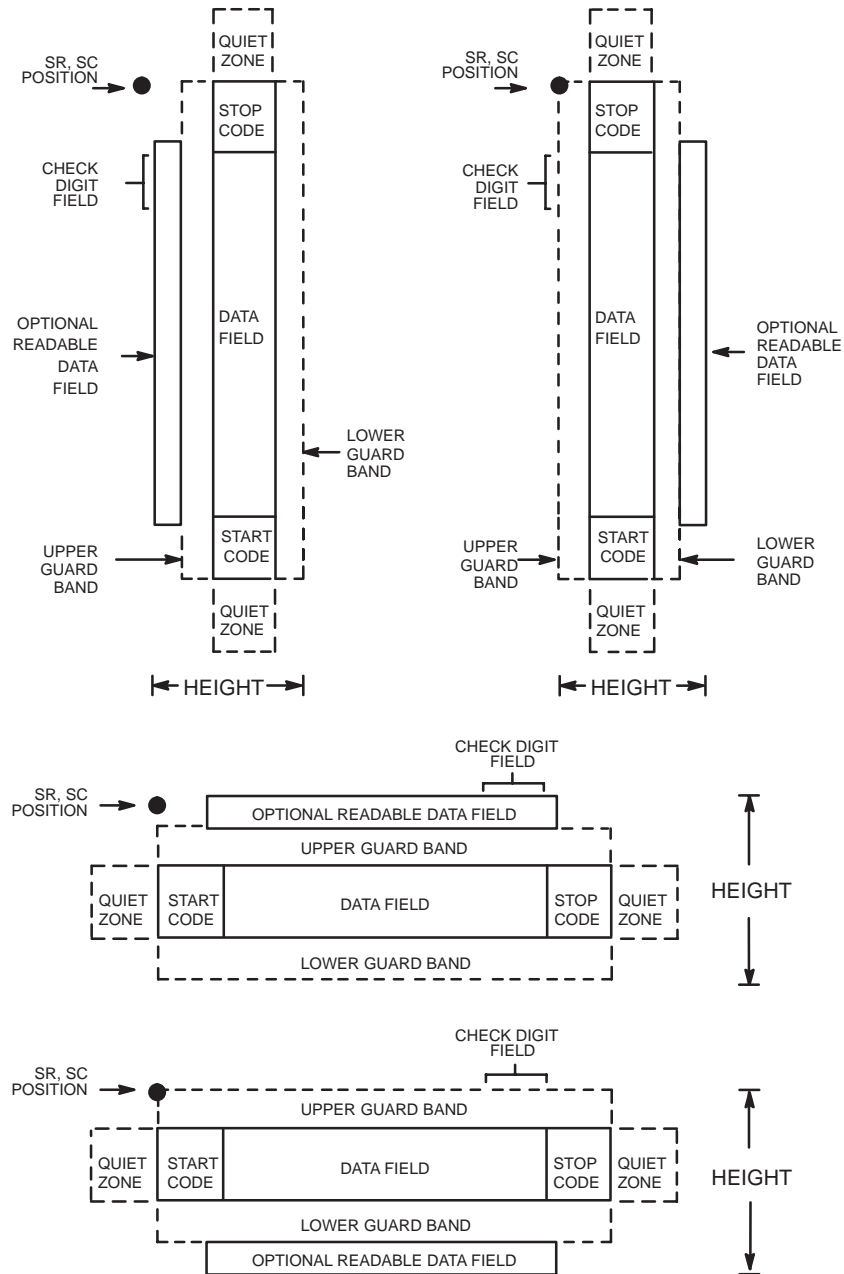 QUIET
ZONE
SR, SC
POSITION
STOP
CODE
CHECK
DIGIT
FIELD
DATA
FIELD
OPTIONAL
READABLE
DATA
FIELD
LOWER
GUARD
BAND
START
CODE
UPPER
GUARD
BAND
QUIET
ZONE
HEIGHT
QUIET
ZONE
SR, SC
POSITION
STOP
CODE
CHECK
DIGIT
FIELD
DATA
FIELD
OPTIONAL
READABLE
DATA
FIELD
START
CODE
UPPER
GUARD
BAND
LOWER
GUARD
BAND
QUIET
ZONE
HEIGHT
CHECK DIGIT
FIELD
SR, SC
POSITION
OPTIONAL READABLE DATA FIELD
UPPER GUARD BAND
QUIET
ZONE
START
CODE
DATA FIELD
STOP
CODE
QUIET
ZONE
HEIGHT
LOWER GUARD BAND
CHECK DIGIT
FIELD
SR, SC
POSITION
UPPER GUARD BAND
QUIET
ZONE
START
CODE
DATA FIELD
STOP
CODE
QUIET
ZONE
HEIGHT
LOWER GUARD BAND
OPTIONAL READABLE DATA FIELD